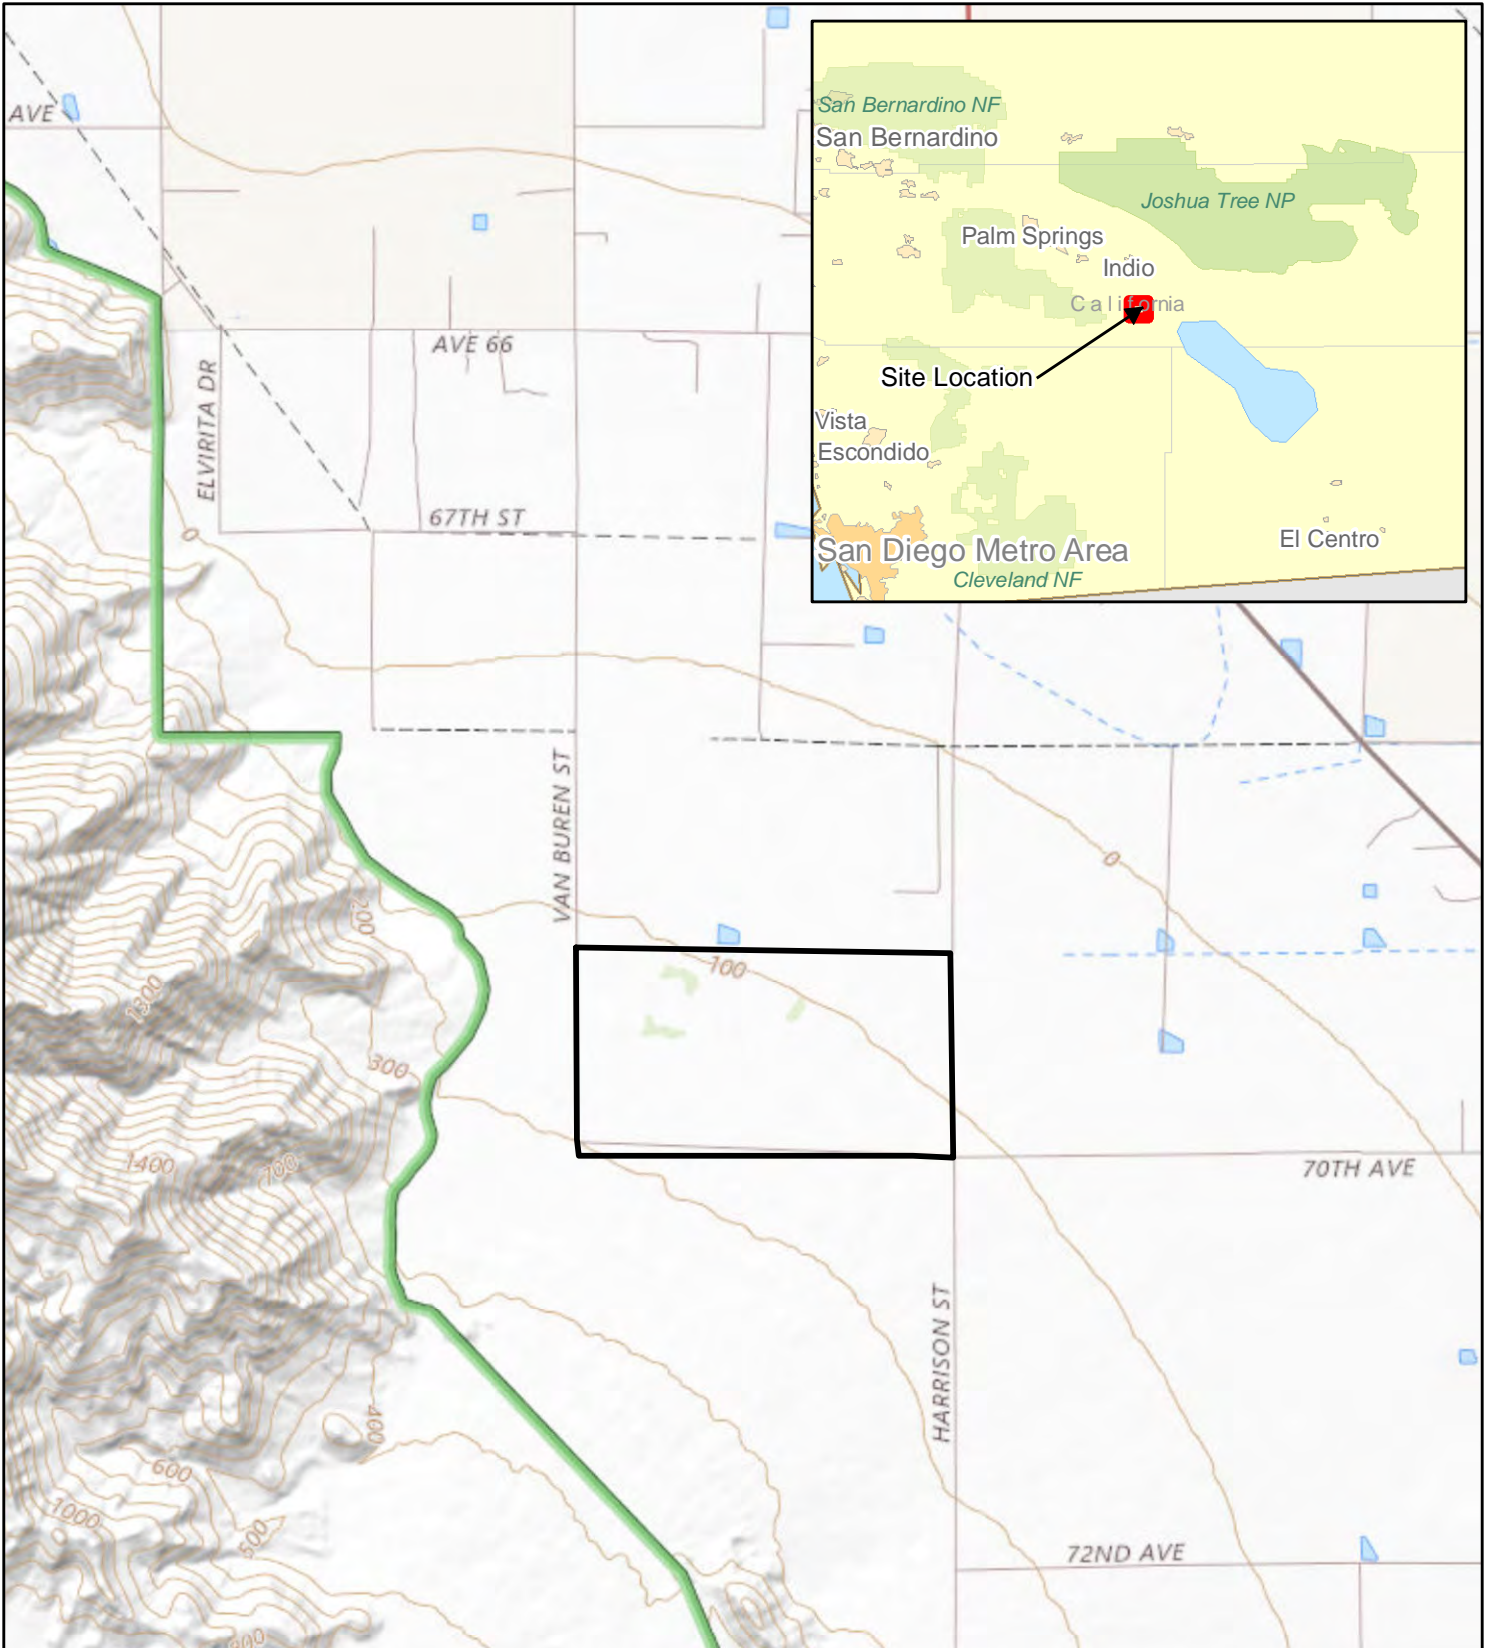 AVE
San Bernardino NF
San Bernardino
Joshua Tree NP
Palm Springs
Indio
California
Site Location
Vista
Escondido
San Diego Metro Area
El Centro
Cleveland NF
AVE 66
ELVIRITA DR
0
67TH ST
VAN BUREN ST
0
200
100
1300
300
1400
700
70TH AVE
HARRISON ST
400
600
1000
500
72ND AVE